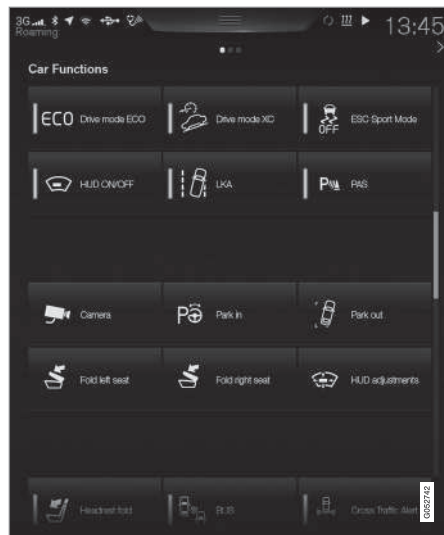 3G 13:45
Roaming
Car Functions
ECO Drive mode ECO Drive mode XC OFF ESC Sport Mode
HUD ON/OFF LKA P PAS
Camera P Park in Park out
Fold left seat Fold right seat HUD adjustments
Headrest fold BLIS Cross Traffic Alert
G052742